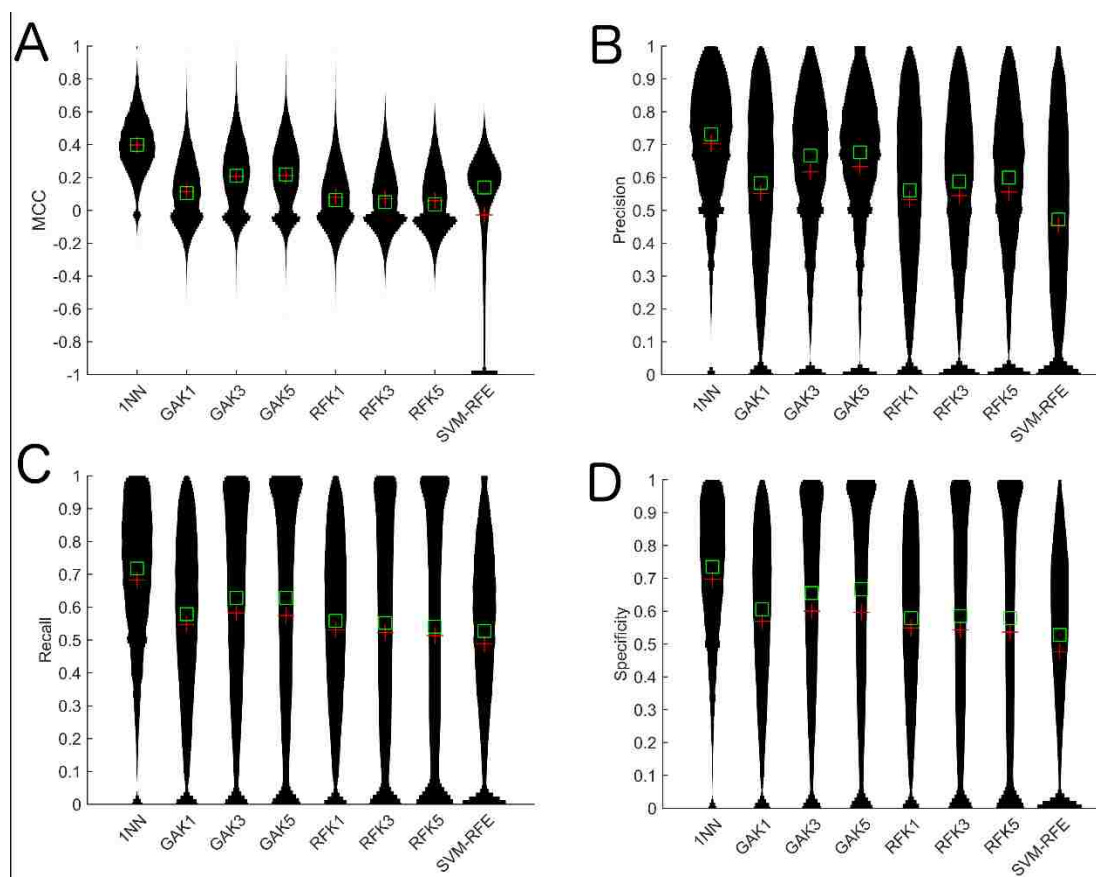 A
MCC
1
0.8
0.6
0.4
0.2
0
-0.2
-0.4
-0.6
-0.8
-1
1NN
GAK1
GAK3
GAK5
RFK1
RFK3
RFK5
SVM-RFE
B
Precision
1
0.9
0.8
0.7
0.6
0.5
0.4
0.3
0.2
0.1
0
1NN
GAK1
GAK3
GAK5
RFK1
RFK3
RFK5
SVM-RFE
C
Recall
1
0.9
0.8
0.7
0.6
0.5
0.4
0.3
0.2
0.1
0
1NN
GAK1
GAK3
GAK5
RFK1
RFK3
RFK5
SVM-RFE
D
Specificity
1
0.9
0.8
0.7
0.6
0.5
0.4
0.3
0.2
0.1
0
1NN
GAK1
GAK3
GAK5
RFK1
RFK3
RFK5
SVM-RFE